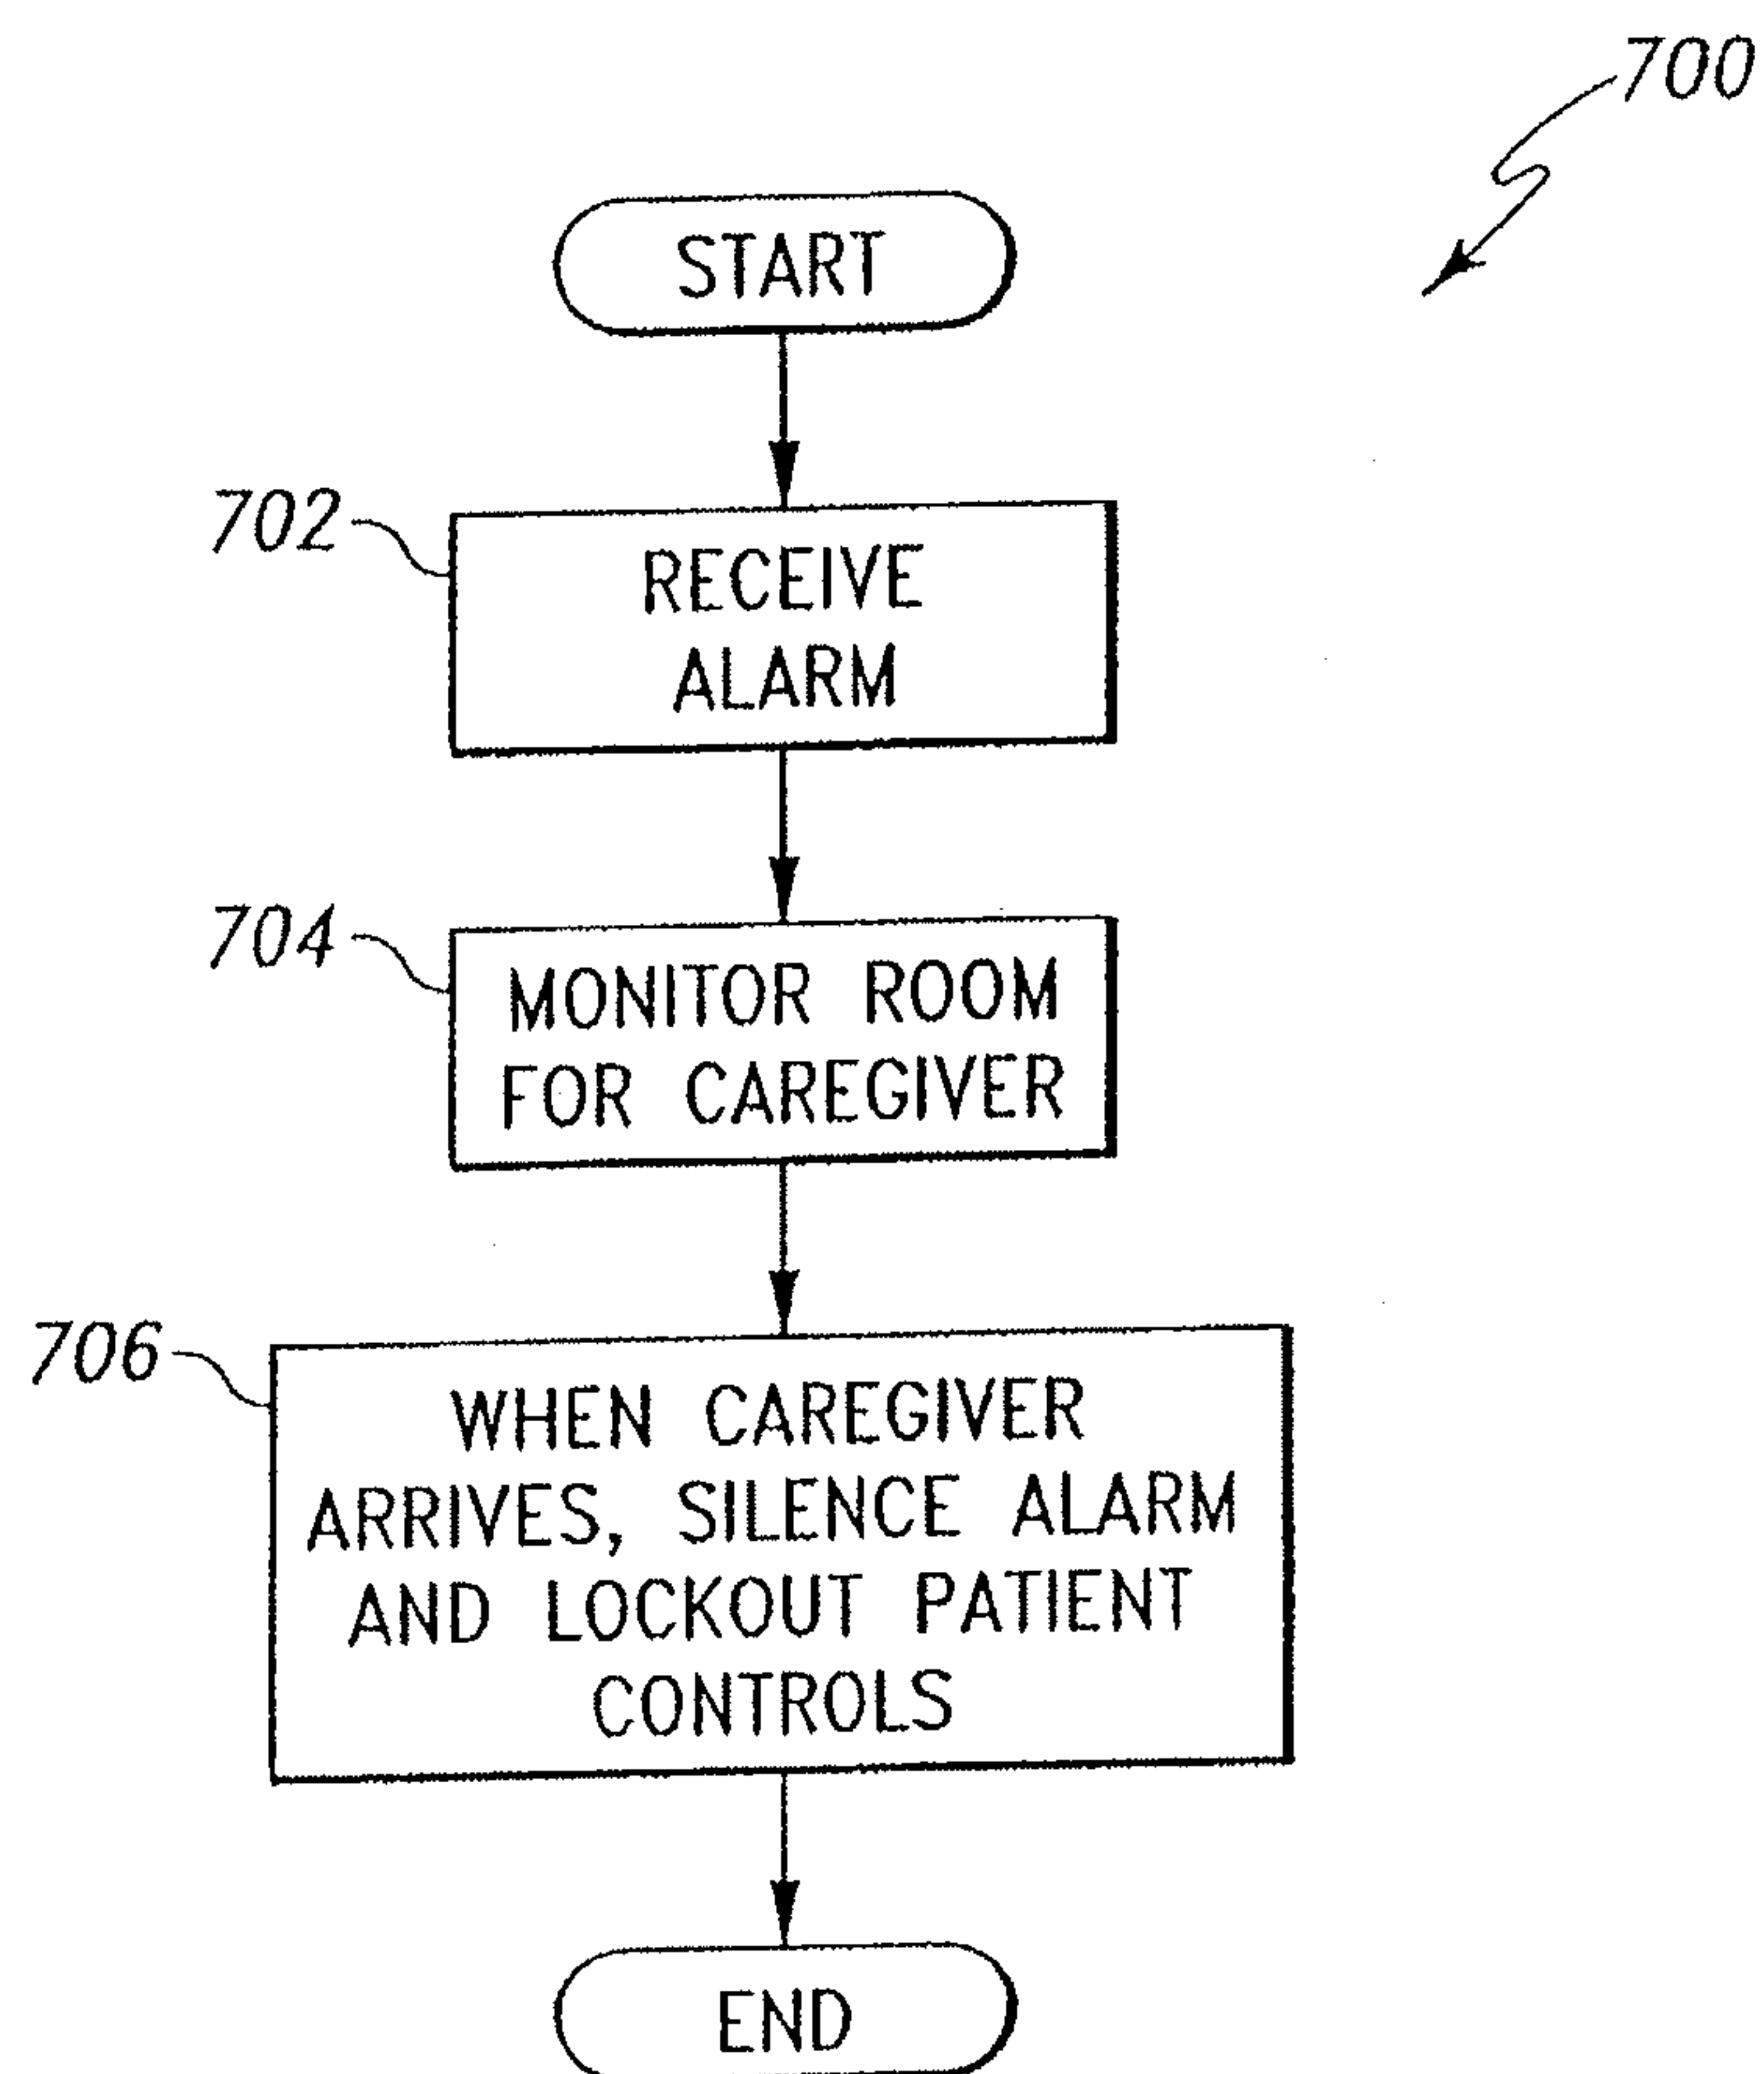 700
START
702
RECEIVE
ALARM
704
MONITOR ROOM
FOR CAREGIVER
706
WHEN CAREGIVER
ARRIVES, SILENCE ALARM
AND LOCKOUT PATIENT
CONTROLS
END